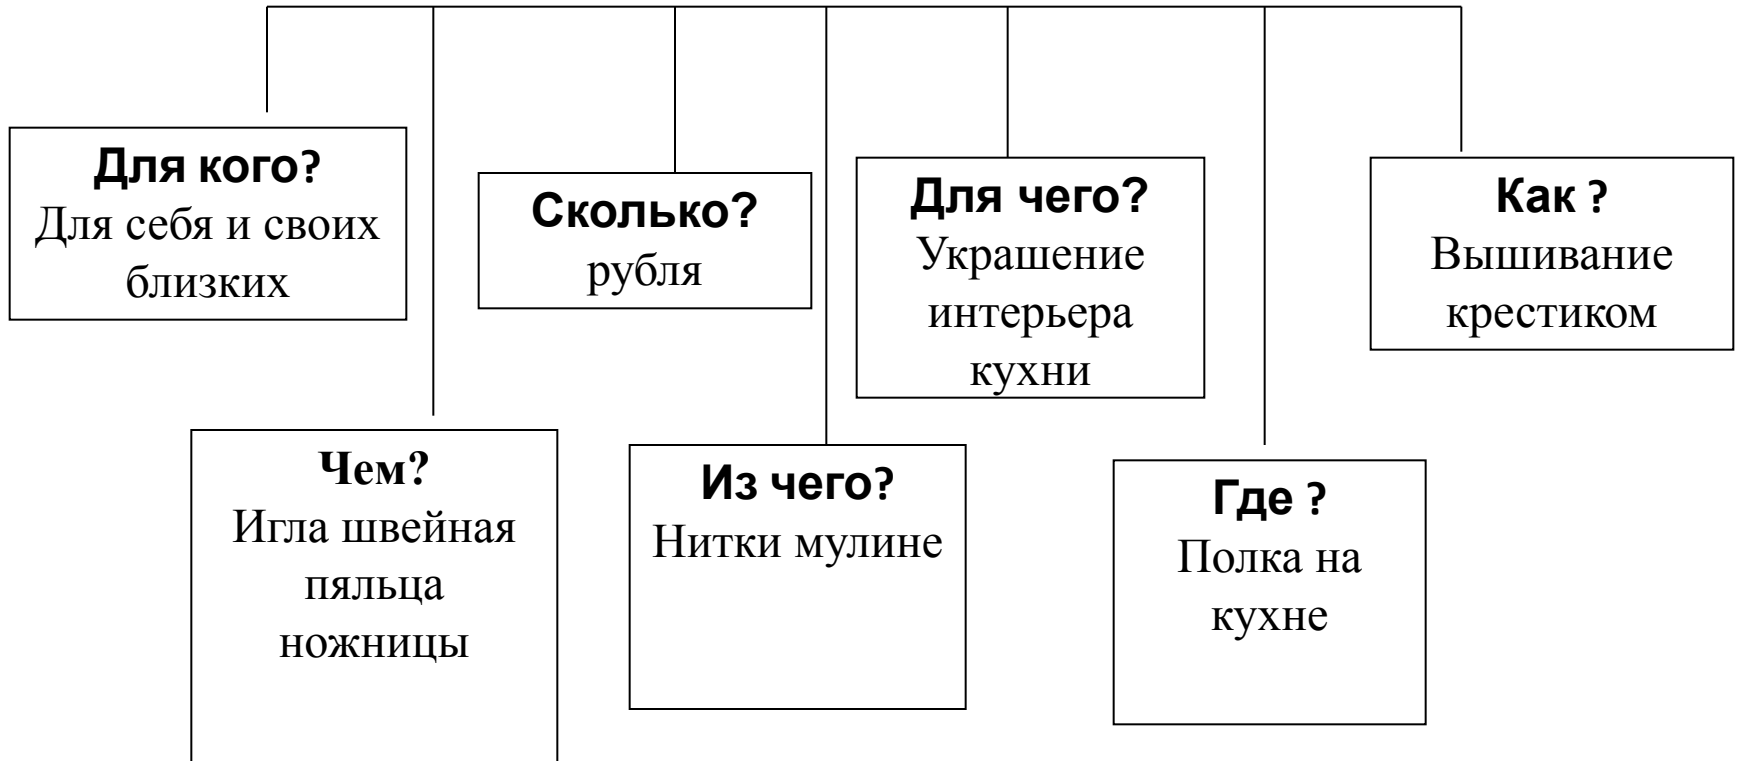 Для кого?
Для себя и своих
близких
Сколько?
рубля
Для чего?
Украшение
интерьера
кухни
Как ?
Вышивание
крестиком
Чем?
Игла швейная
пяльца
ножницы
Из чего?
Нитки мулине
Где ?
Полка на
кухне